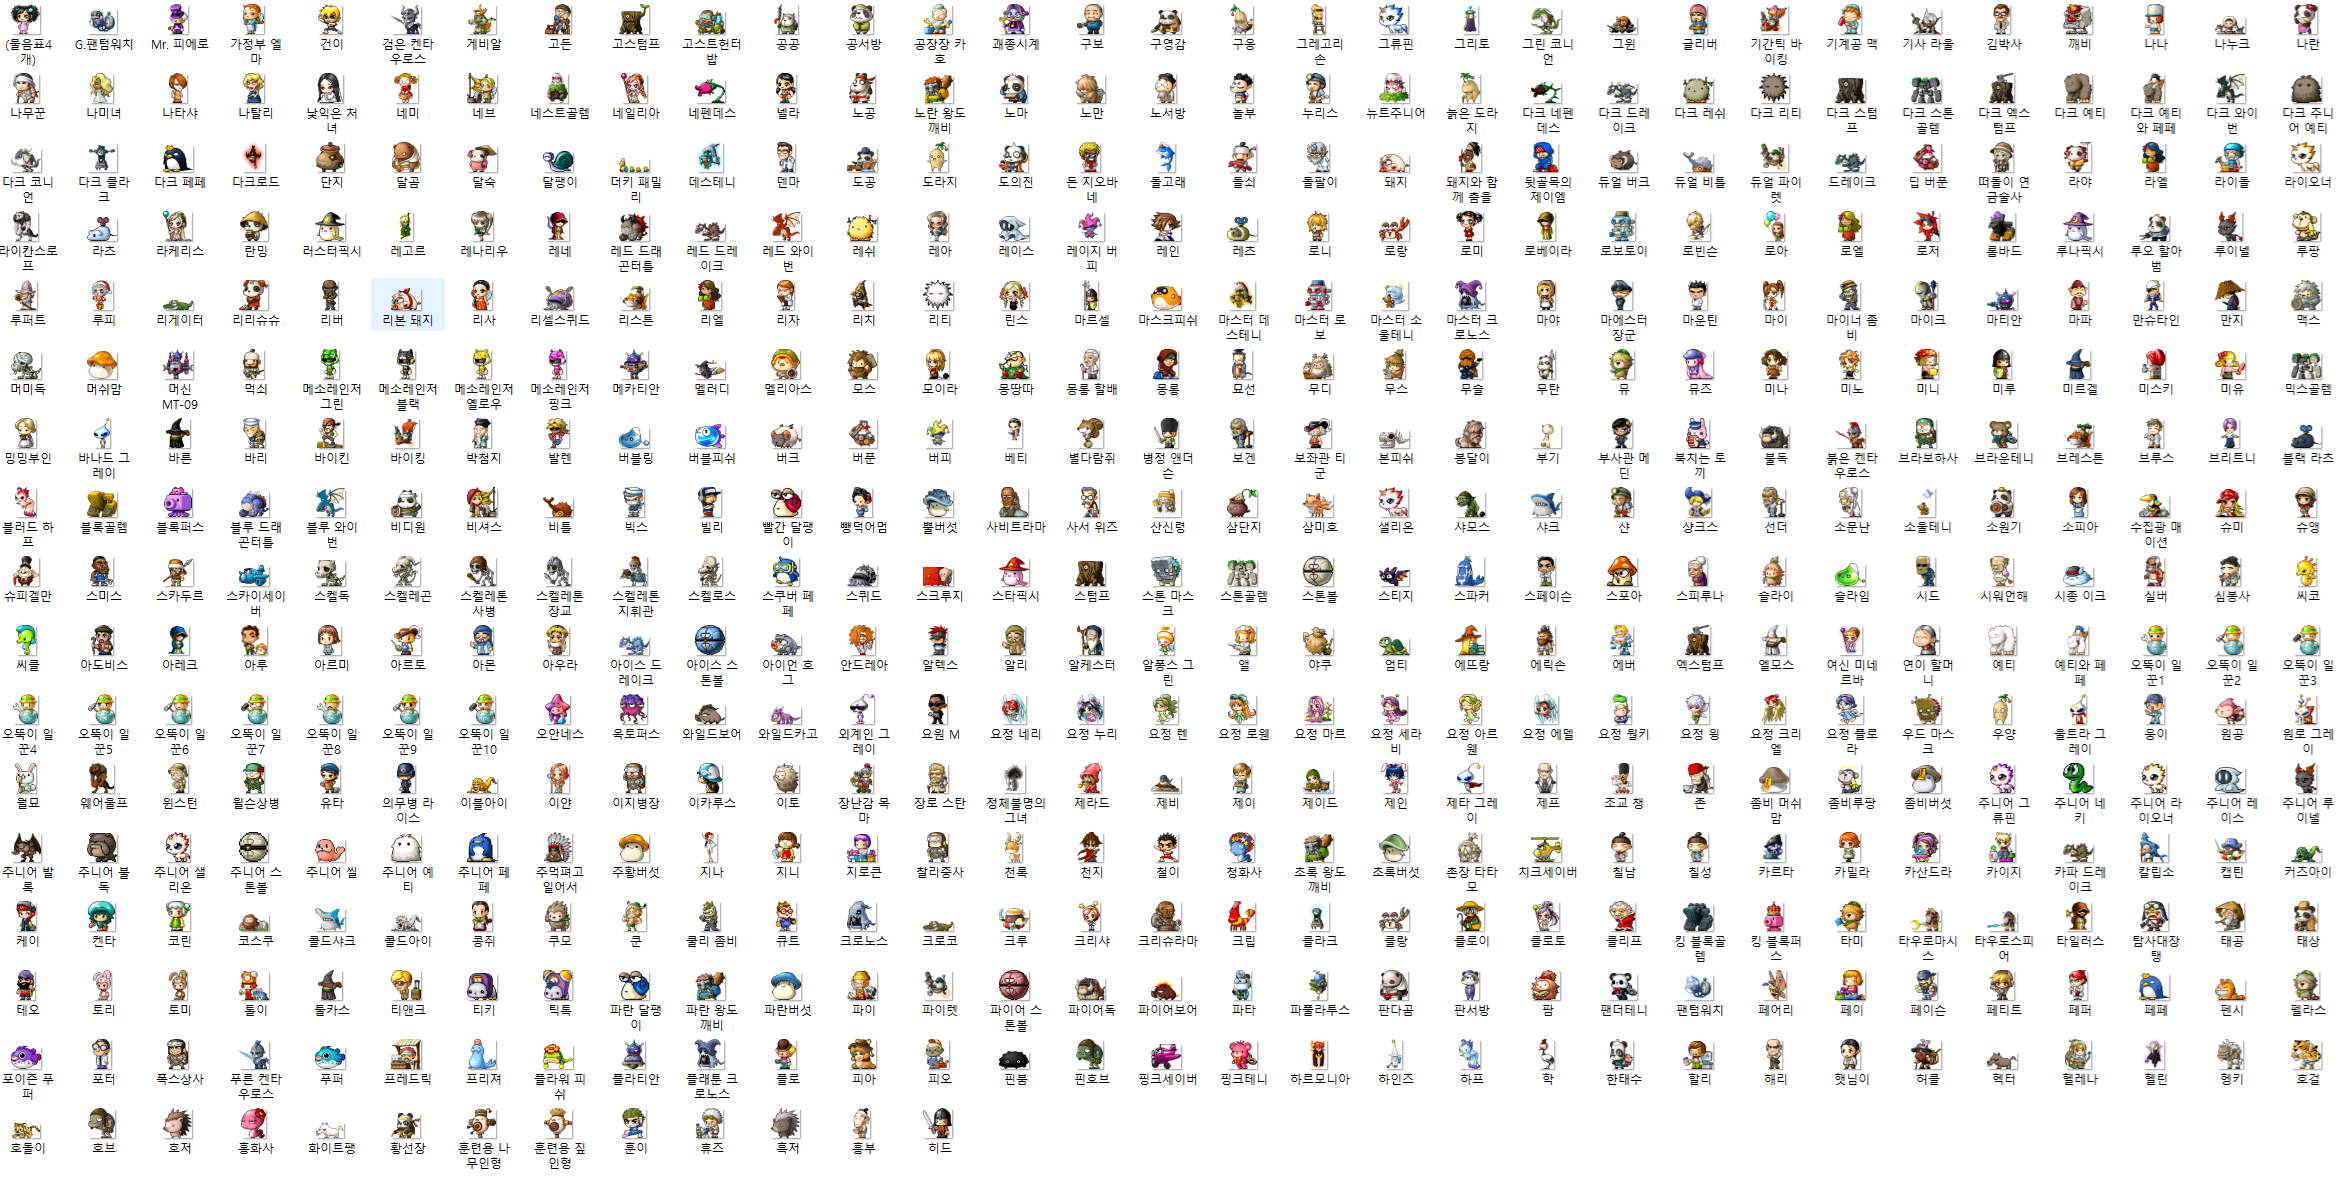 (물음표4개)
G.팬텀워치
Mr. 피에로
가정부 엘마
건이
검은 켄타우로스
게비알
고든
고스텀프
고스트헌터 밥
공공
공서방
공장장 카호
괘종시계
구보
구영감
구웅
그레고리 손
그류핀
그리토
그린 코니언
그윈
글리버
기간틱 바이킹
기계공 맥
기사 라울
김박사
깨비
나나
나누크
나란
나무꾼
나미녀
나타샤
나탈리
낯익은 처녀
네미
네브
네스트골렘
네일리아
네펜데스
넬라
노공
노란 왕도깨비
노마
노만
노서방
놀부
누리스
뉴트주니어
늙은 도라지
다크 네펜데스
다크 드레이크
다크 레쉬
다크 리티
다크 스텀프
다크 스톤골렘
다크 엑스텀프
다크 예티
다크 예티와 페페
다크 와이번
다크 주니어 예티
다크 코니언
다크 클라크
다크 페페
다크로드
단지
달곰
달숙
달팽이
더키 패밀리
데스테니
덴마
도공
도라지
도의진
돈 지오바네
돌고래
돌쇠
돌팔이
돼지
돼지와 함께 춤을
뒷골목의 제이엠
듀얼 버크
듀얼 비틀
듀얼 파이렛
드레이크
딥 버푼
떠돌이 연금술사
라야
라엘
라이돌
라이오너
라이칸스로프
라츠
라케리스
란밍
러스터픽시
레고르
레나리우
레네
레드 드래곤터틀
레드 드레이크
레드 와이번
레쉬
레아
레이스
레이지 버피
레인
레츠
로니
로랑
로미
로베이라
로보토이
로빈슨
로아
로엘
로저
롬바드
루나픽시
루오 할아범
루이넬
루팡
루퍼트
루피
리게이터
리리슈슈
리버
리본 돼지
리사
리셀스퀴드
리스튼
리엘
리자
리치
리티
린스
마르셀
마스크피쉬
마스터 데스테니
마스터 로보
마스터 소울테니
마스터 크로노스
마야
마에스터 장군
마운틴
마이
마이너 좀비
마이크
마티안
마파
만슈타인
만지
맥스
머미독
머쉬맘
머신 MT-09
먹쇠
메소레인저 그린
메소레인저 블랙
메소레인저 옐로우
메소레인저 핑크
메카티안
멜러디
멜리아스
모스
모이라
몽땅따
몽롱 할배
몽롱
묘선
무디
무스
무슬
무탄
뮤
뮤즈
미나
미노
미니
미루
미르겔
미스키
미유
믹스골렘
밍밍부인
바나드 그레이
바른
바리
바이킨
바이킹
박첨지
발렌
버블링
버블피쉬
버크
버푼
버피
베티
별다람쥐
병정 앤더슨
보겐
보좌관 티군
본피쉬
봉달이
부기
부사관 메딘
북치는 토끼
불독
붉은 켄타우로스
브라보하사
브라운테니
브레스튼
브루스
브리트니
블랙 라츠
블러드 하프
블록골렘
블록퍼스
블루 드래곤터틀
블루 와이번
비디원
비셔스
비틀
빅스
빌리
빨간 달팽이
뺑덕어멈
뿔버섯
사비트라마
사서 위즈
산신령
삼단지
삼미호
샐리온
샤모스
샤크
샨
샹크스
선더
소문난
소울테니
소원기
소피아
수집광 매이션
슈미
슈앵
슈피겔만
스미스
스카두르
스카이세이버
스켈독
스켈레곤
스켈레톤 사병
스켈레톤 장교
스켈레톤 지휘관
스켈로스
스쿠버 페페
스퀴드
스크루지
스타픽시
스텀프
스톤 마스크
스톤골렘
스톤볼
스티지
스파커
스페이슨
스포아
스피루나
슬라이
슬라임
시드
시워언해
시종 이크
실버
심봉사
씨코
씨클
아도비스
아레크
아루
아르미
아르토
아몬
아우라
아이스 드레이크
아이스 스톤볼
아이언 호그
안드레아
알렉스
알리
알케스터
알퐁스 그린
앨
야쿠
엄티
에뜨랑
에릭손
에버
엑스텀프
엘모스
여신 미네르바
연이 할머니
예티
예티와 페페
오뚝이 일꾼1
오뚝이 일꾼2
오뚝이 일꾼3
오뚝이 일꾼4
오뚝이 일꾼5
오뚝이 일꾼6
오뚝이 일꾼7
오뚝이 일꾼8
오뚝이 일꾼9
오뚝이 일꾼10
오안네스
옥토퍼스
와일드보어
와일드카고
외계인 그레이
요원 M
요정 네리
요정 누리
요정 렌
요정 로웬
요정 마르
요정 세라비
요정 아르웬
요정 에델
요정 윙키
요정 윙
요정 크리엘
요정 플로라
우드 마스크
우양
울트라 그레이
웅이
원공
원로 그레이
월묘
웨어울프
윈스턴
윌슨상병
유타
의무병 라이스
이블아이
이얀
이지병장
이카루스
이토
장난감 목마
장로 스탄
정체불명의 그녀
제라드
제비
제이
제이드
제인
제타 그레이
제프
조교 챙
존
좀비 머쉬맘
좀비루팡
좀비버섯
주니어 그류핀
주니어 네키
주니어 라이오너
주니어 레이스
주니어 루이넬
주니어 발록
주니어 불독
주니어 샐리온
주니어 스톤볼
주니어 씰
주니어 예티
주니어 페페
주먹펴고 일어서
주황버섯
지나
지니
지로큰
찰리중사
천록
천지
철이
청화사
초록 왕도깨비
초록버섯
촌장 타타모
치크세이버
칠남
칠성
카르타
카밀라
카산드라
카이지
카파 드레이크
칼립소
캡틴
커즈아이
케이
켄타
코린
코스쿠
콜드샤크
콜드아이
콩쥐
쿠모
쿤
쿨리 좀비
큐트
크로노스
크로코
크루
크리샤
크리슈라마
크립
클라크
클랑
클로이
클로토
클리프
킹 블록골렘
킹 블록퍼스
타미
타우로마시스
타우로스피어
타일러스
탐사대장 탱
태공
태상
테오
토리
토미
톨이
툴카스
티앤크
티키
틱톡
파란 달팽이
파란 왕도깨비
파란버섯
파이
파이렛
파이어 스톤볼
파이어독
파이어보어
파타
파풀라투스
판다곰
판서방
팜
팬더테니
팬텀워치
페어리
페이
페이슨
페티트
페퍼
페페
펜시
펠라스
포이즌 푸퍼
포터
폭스상사
푸른 켄타우로스
푸퍼
프레드릭
프리져
플라워 피쉬
플라티안
플래툰 크로노스
플로
피아
피오
핀붐
핀호브
핑크세이버
핑크테니
하르모니아
하인즈
하프
학
한태수
할리
해리
햇님이
허클
헥터
헬레나
헬린
헝키
호걸
호돌이
호브
호저
홍화사
화이트팽
황선장
훈련용 나무인형
훈련용 짚인형
훈이
휴즈
흑저
흥부
히드